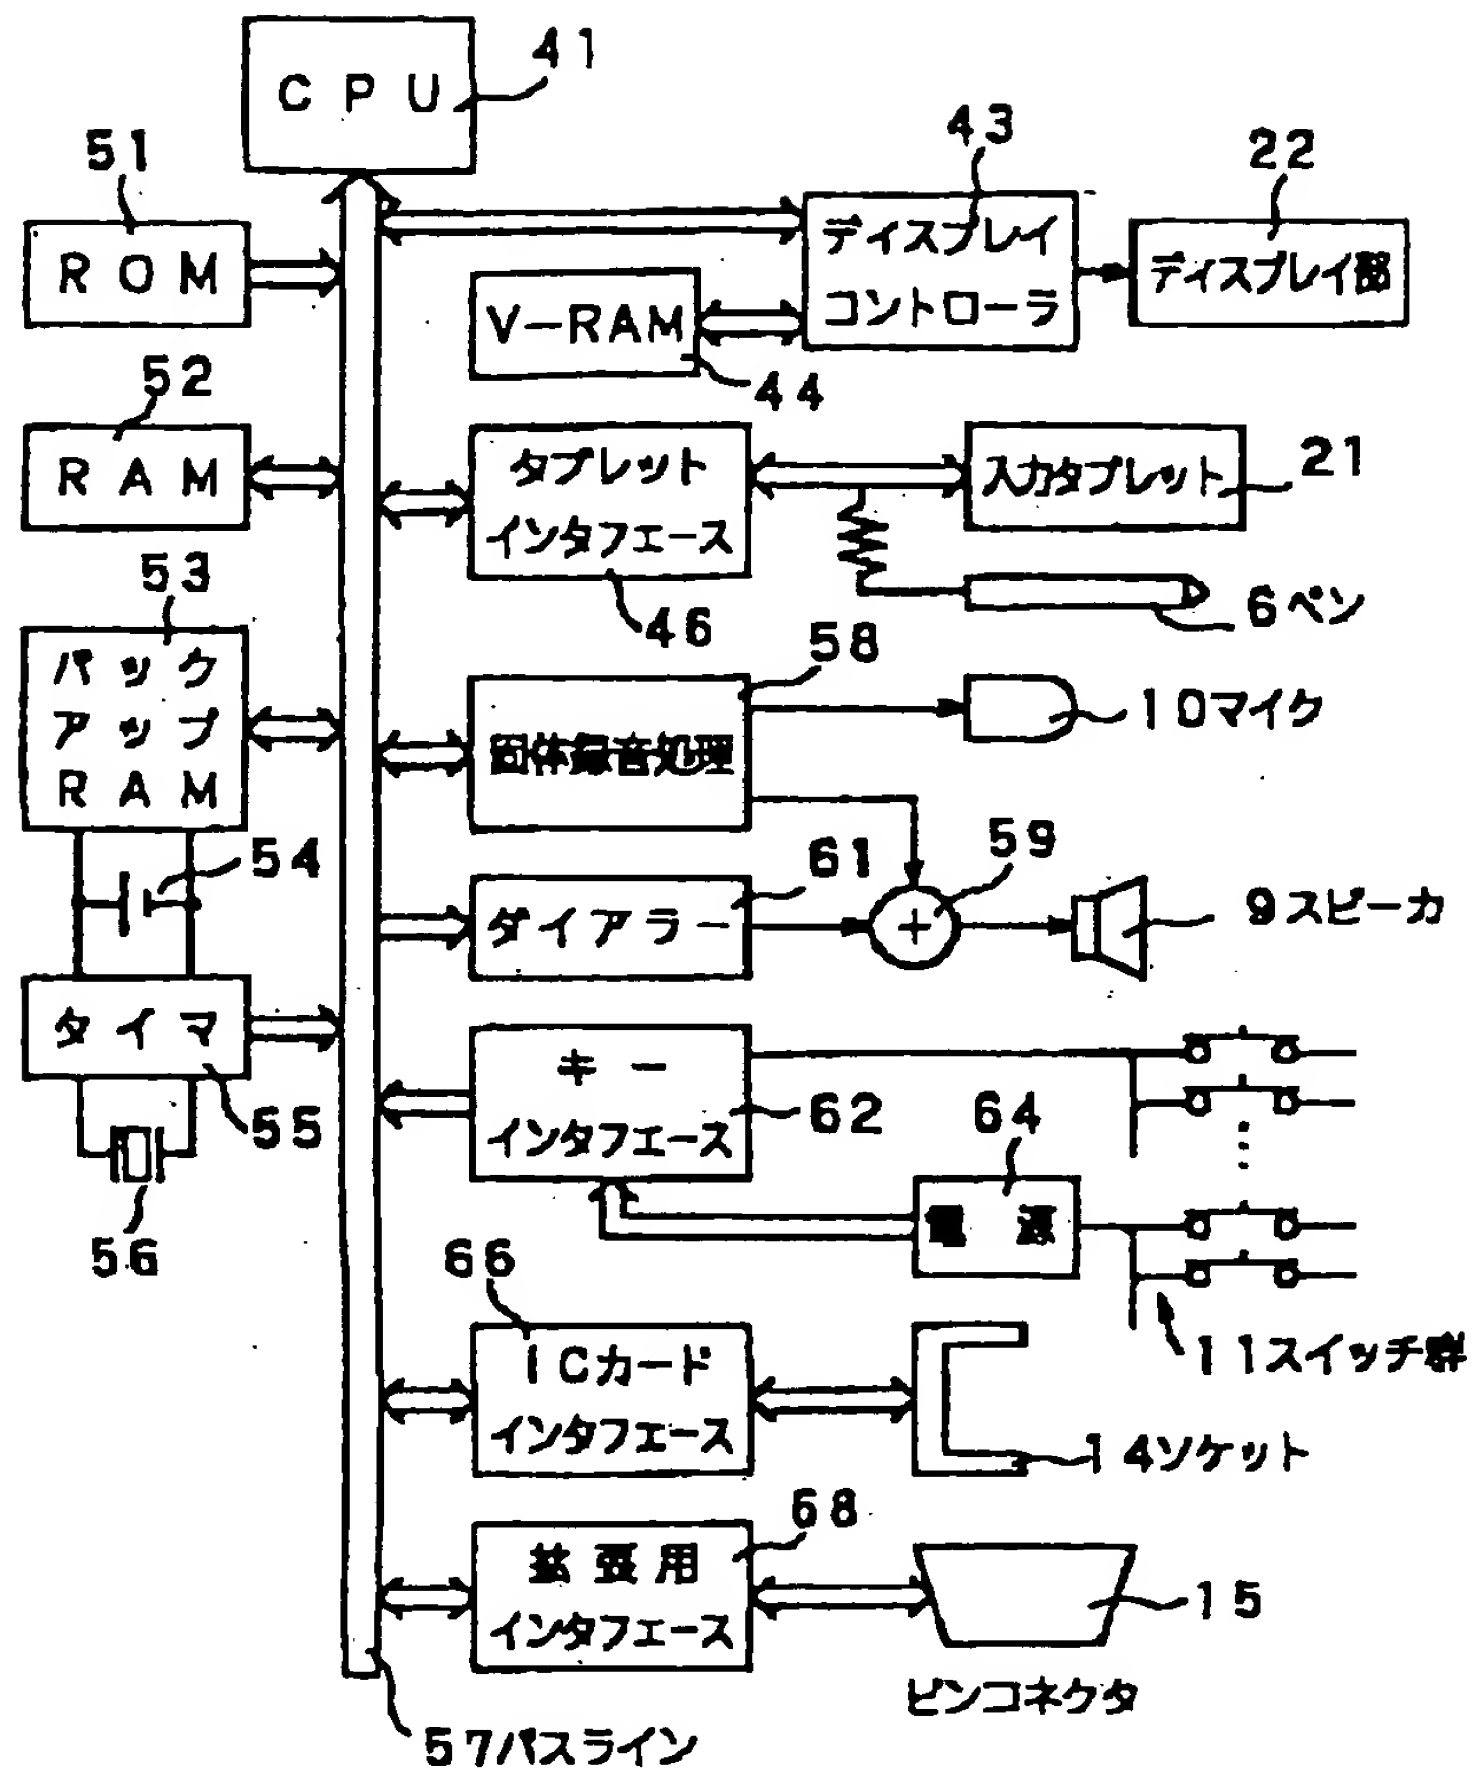 41
CPU
51
ROM
43
ディスプレイ
コントローラ
22
ディスプレイ部
V-RAM
44
52
RAM
タブレット
インタフェース
46
入力タブレット
21
6ペン
53
バック
アップ
RAM
58
固体録音処理
10マイク
54
61
ダイアラー
59
9スピーカ
タイマ
55
56
キー
インタフェース
62
64
電源
11スイッチ群
66
ICカード
インタフェース
14ソケット
68
拡張用
インタフェース
15
ピンコネクタ
57バスライン